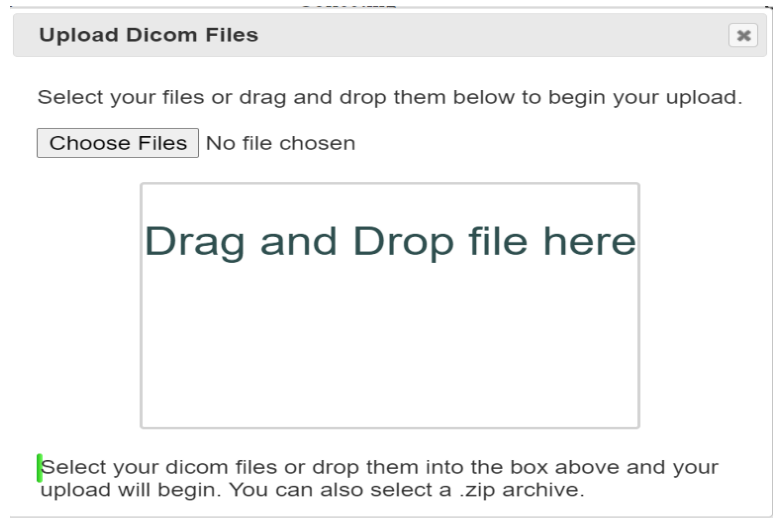 Upload Dicom Files
Select your files or drag and drop them below to begin your upload.
Choose Files No file chosen
Drag and Drop file here
Select your dicom files or drop them into the box above and your
upload will begin. You can also select a .zip archive.